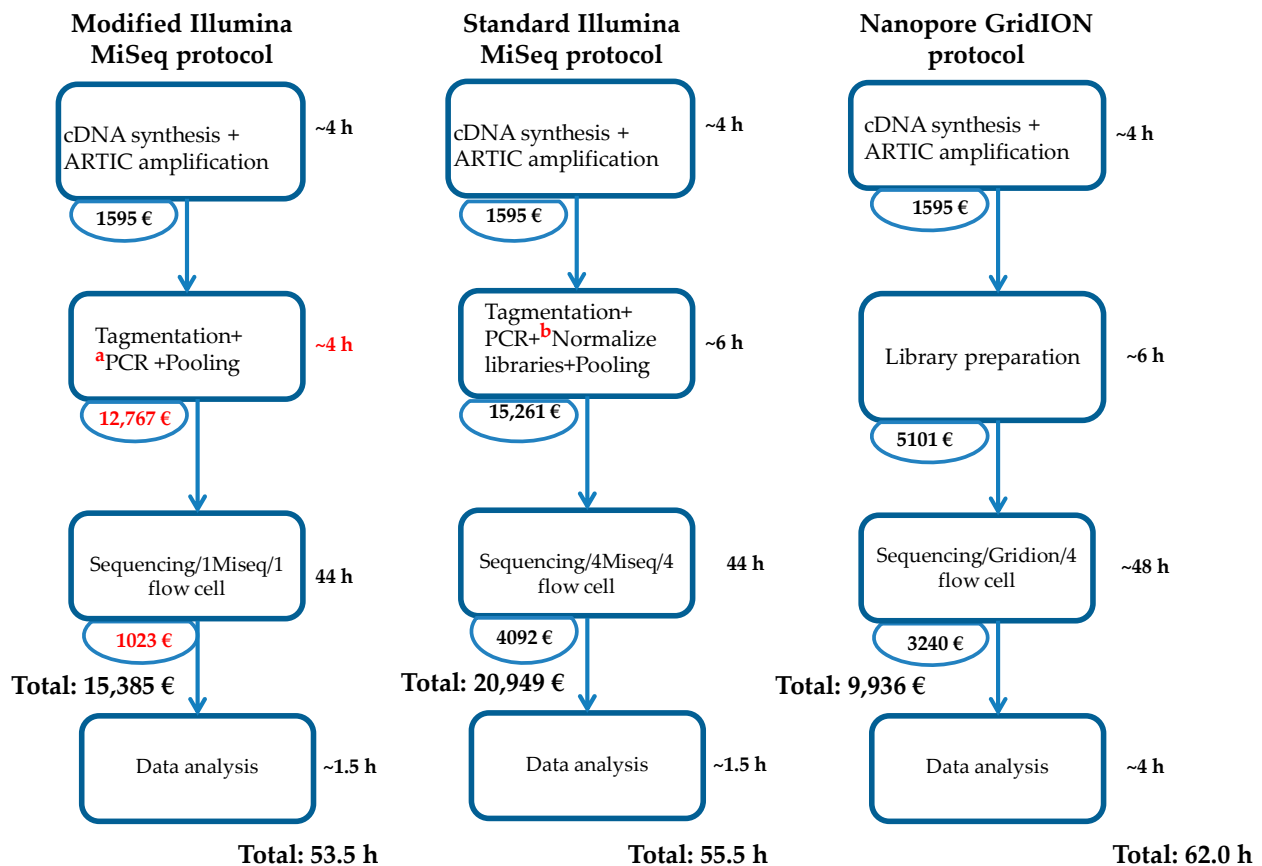 Modified Illumina
MiSeq protocol
cDNA synthesis +
ARTIC amplification
~4 h
1595 €
Tagmentation+
aPCR +Pooling
~4 h
12,767 €
Sequencing/1Miseq/1
flow cell
44 h
1023 €
Total: 15,385 €
Data analysis
~1.5 h
Total: 53.5 h
Standard Illumina
MiSeq protocol
cDNA synthesis +
ARTIC amplification
~4 h
1595 €
Tagmentation+
PCR+bNormalize
libraries+Pooling
~6 h
15,261 €
Sequencing/4Miseq/4
flow cell
44 h
4092 €
Total: 20,949 €
Data analysis
~1.5 h
Total: 55.5 h
Nanopore GridION
protocol
cDNA synthesis +
ARTIC amplification
~4 h
1595 €
Library preparation
~6 h
5101 €
Sequencing/Gridion/4
flow cell
~48 h
3240 €
Total: 9,936 €
Data analysis
~4 h
Total: 62.0 h